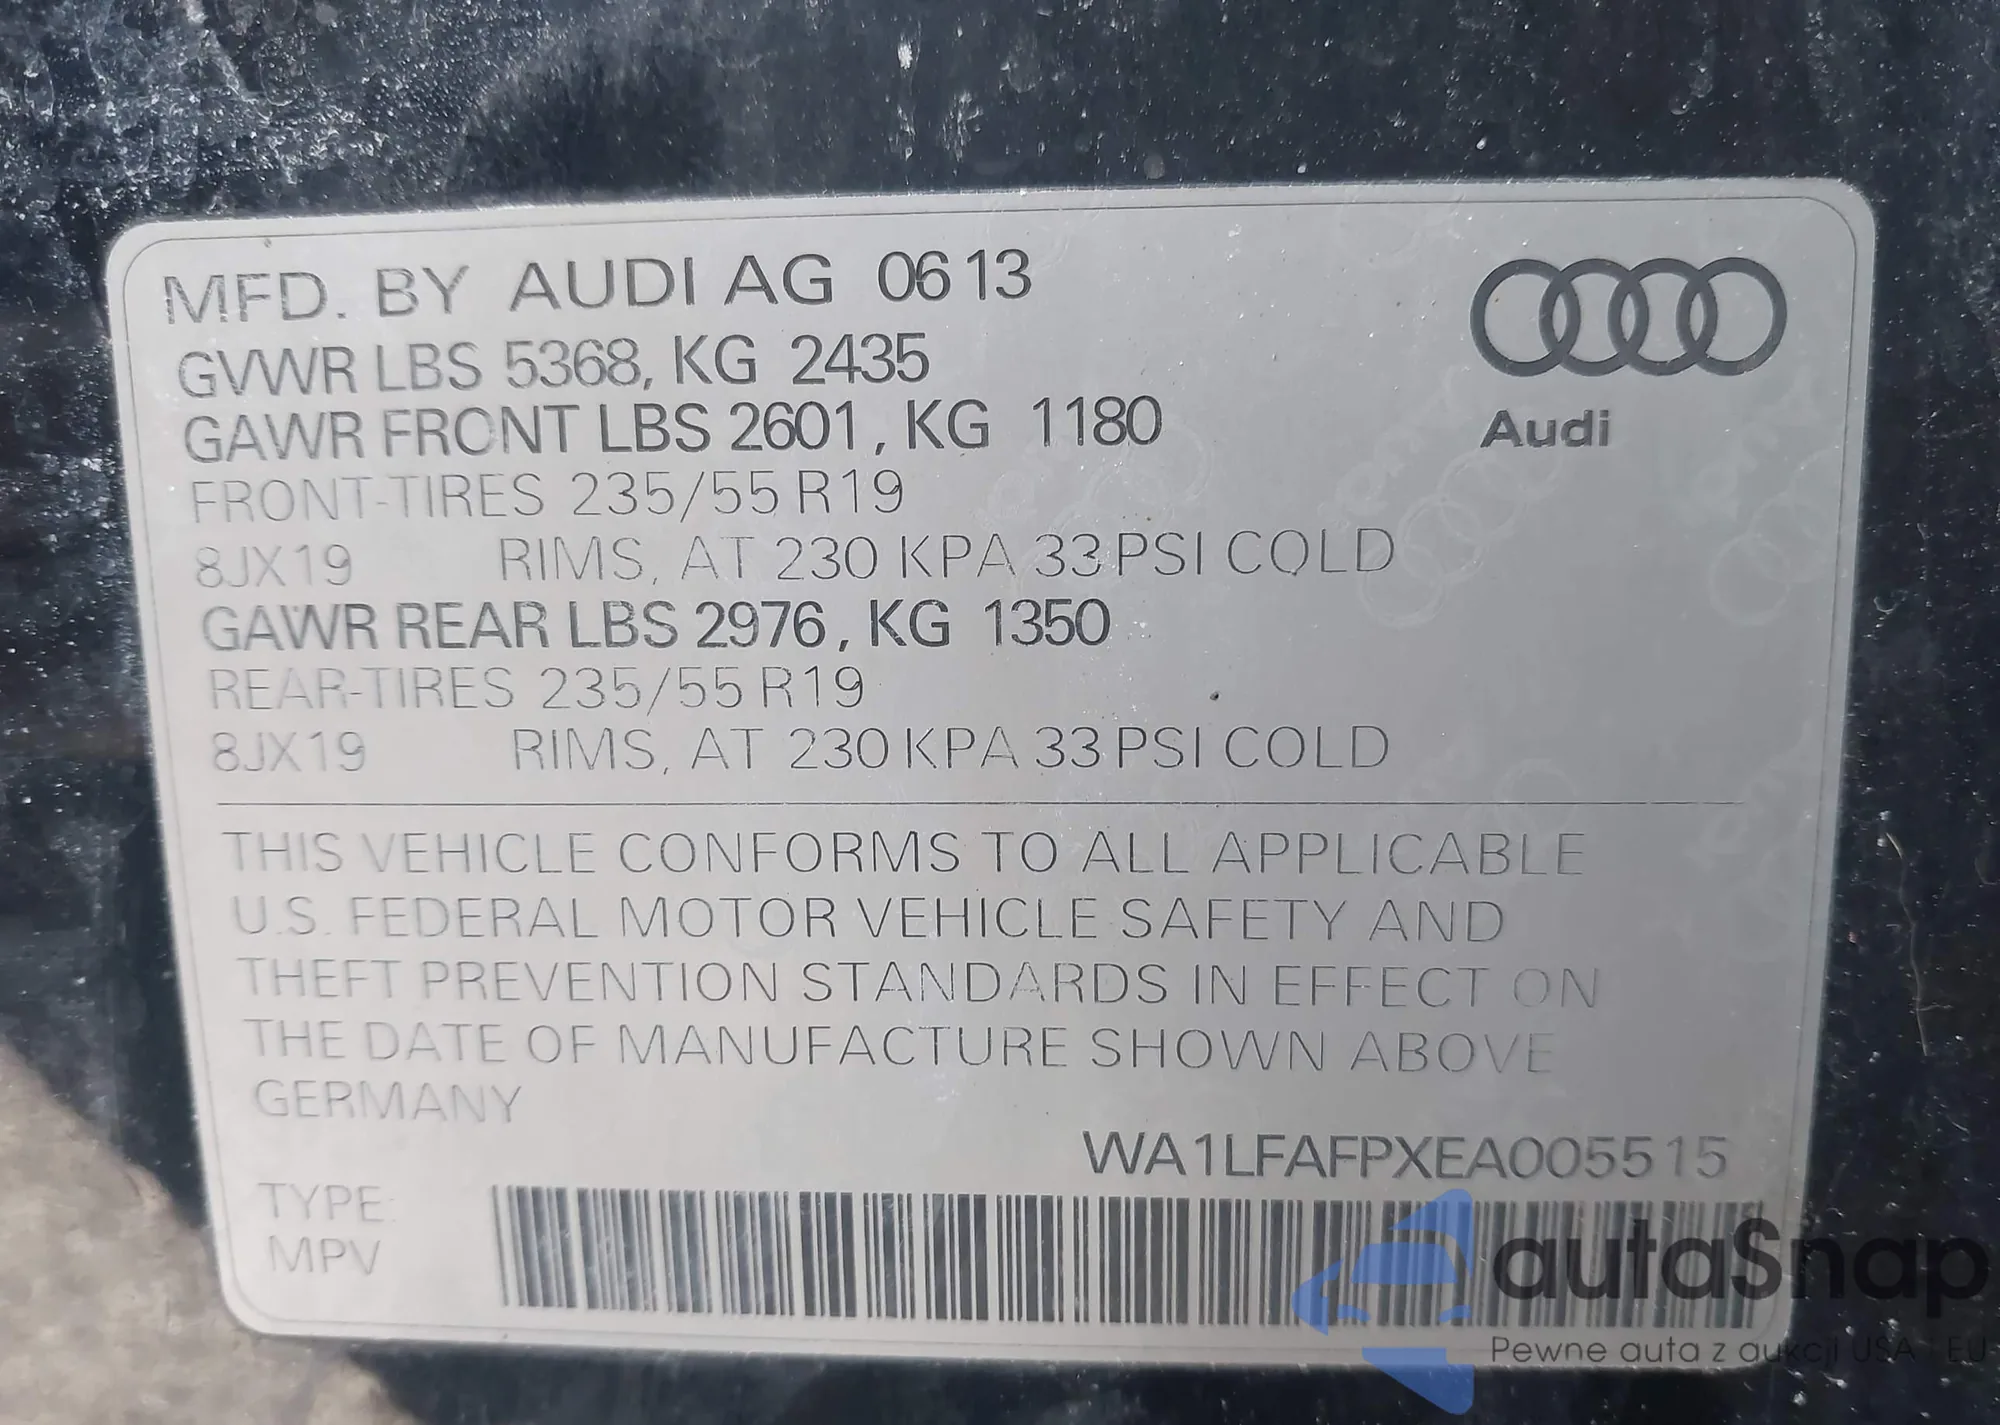 MFD. BY AUDI AG 0613
GVWR LBS 5368, KG 2435
GAWR FRONT LBS 2601, KG 1180
FRONT-TIRES 235/55 R19
8JX19 RIMS, AT 230 KPA 33 PSI COLD
GAWR REAR LBS 2976, KG 1350
REAR-TIRES 235/55 R19
8JX19 RIMS, AT 230 KPA 33 PSI COLD
Audi
THIS VEHICLE CONFORMS TO ALL APPLICABLE
U.S. FEDERAL MOTOR VEHICLE SAFETY AND
THEFT PREVENTION STANDARDS IN EFFECT ON
THE DATE OF MANUFACTURE SHOWN ABOVE
GERMANY
WA1LFAFPXEA005515
TYPE:
MPV
autaSnap
Pewne auta z aukcji USA i EU